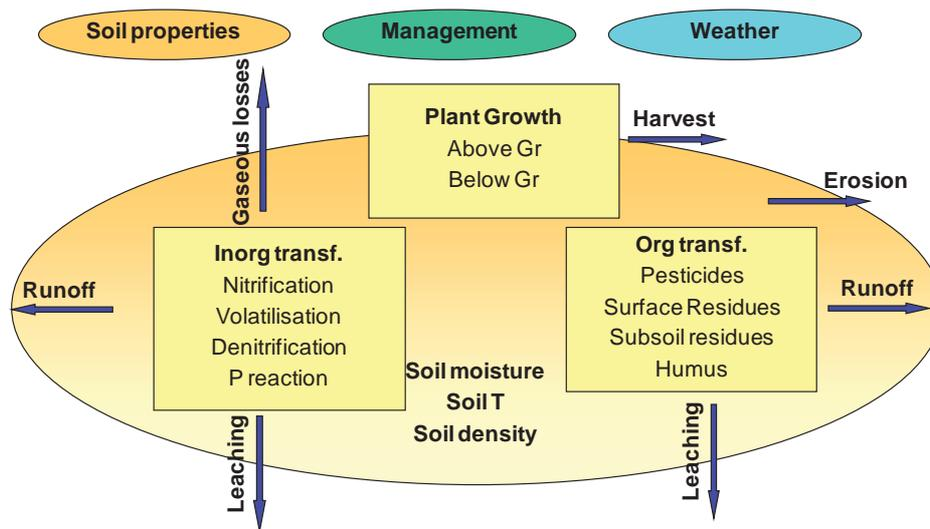 Soil properties
Management
Weather
Gaseous losses
Plant Growth
Above Gr
Below Gr
Harvest
Erosion
Inorg transf.
Nitrification
Volatilisation
Denitrification
P reaction
Org transf.
Pesticides
Surface Residues
Subsoil residues
Humus
Runoff
Runoff
Soil moisture
Soil T
Soil density
Leaching
Leaching